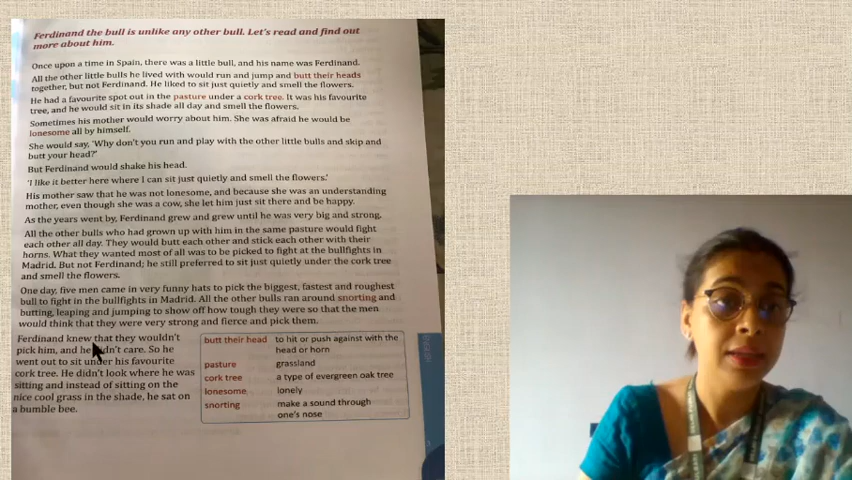 Ferdinand the bull is unlike any other bull. Let's read and find out
more about him.
Once upon a time in Spain, there was a little bull, and his name was Ferdinand.
All the other little bulls he lived with would run and jump and butt their heads
together, but not Ferdinand. He liked to sit just quietly and smell the flowers.
He had a favourite spot out in the pasture under a cork tree. It was his favourite
tree, and he would sit in its shade all day and smell the flowers.
Sometimes his mother would worry about him. She was afraid he would be
lonesome all by himself.
She would say, 'Why don't you run and play with the other little bulls and skip and
butt your head?'
But Ferdinand would shake his head.
'I like it better here where I can sit just quietly and smell the flowers.'
His mother saw that he was not lonesome, and because she was an understanding
mother, even though she was a cow, she let him just sit there and be happy.
As the years went by, Ferdinand grew and grew until he was very big and strong.
All the other bulls who had grown up with him in the same pasture would fight
each other all day. They would butt each other and stick each other with their
horns. What they wanted most of all was to be picked to fight at the bullfights in
Madrid. But not Ferdinand; he still preferred to sit just quietly under the cork tree
and smell the flowers.
One day, five men came in very funny hats to pick the biggest, fastest and roughest
bull to fight in the bullfights in Madrid. All the other bulls ran around snorting and
butting, leaping and jumping to show off how tough they were so that the men
would think that they were very strong and fierce and pick them.
Ferdinand knew that they wouldn't
pick him, and he didn't care. So he
went out to sit under his favourite
cork tree. He didn't look where he was
sitting and instead of sitting on the
nice cool grass in the shade, he sat on
a bumble bee.
butt their head to hit or push against with the
head or horn
pasture grassland
cork tree a type of evergreen oak tree
lonesome lonely
snorting make a sound through
one's nose
ENGLISH